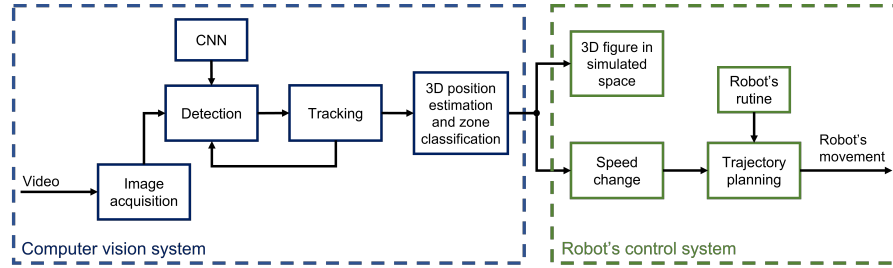 CNN
Detection
Tracking
3D position
estimation
and zone
classification
Video
Image
acquisition
Computer vision system
3D figure in
simulated
space
Robot's
rutine
Speed
change
Trajectory
planning
Robot's
movement
Robot's control system